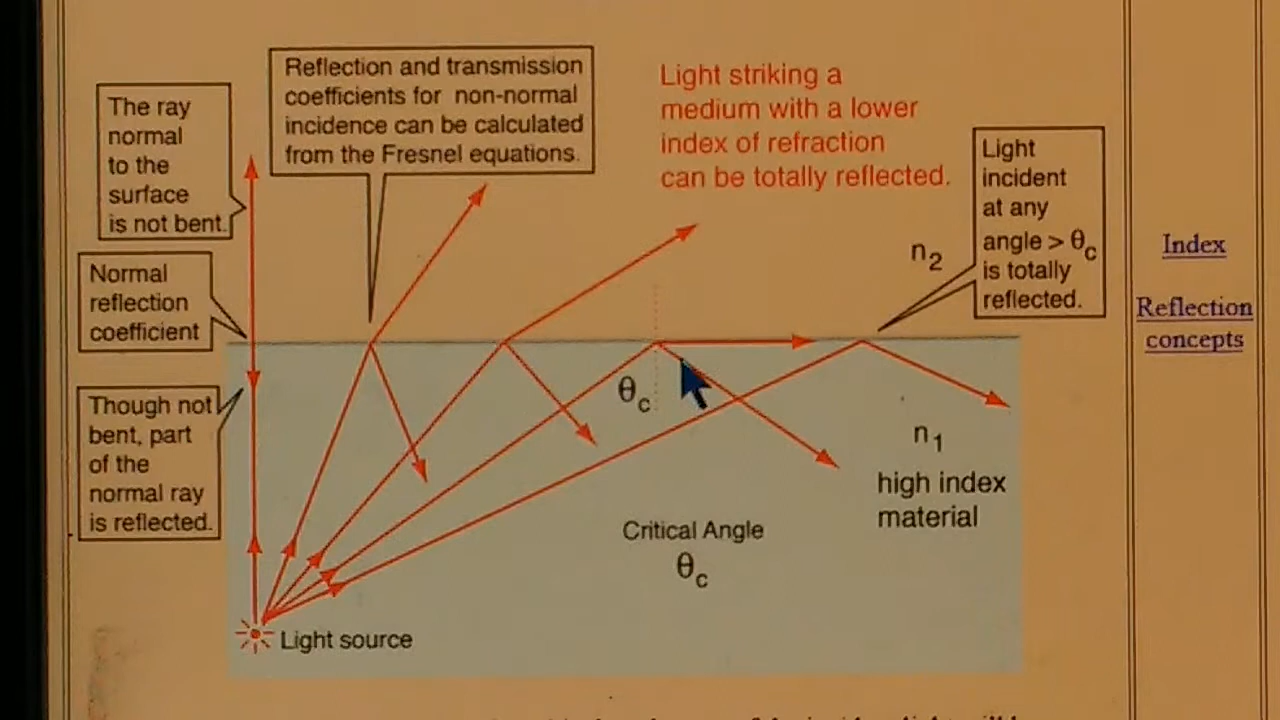 The ray
normal
to the
surface
is not bent.
Reflection and transmission
coefficients for non-normal
incidence can be calculated
from the Fresnel equations.
Light striking a
medium with a lower
index of refraction
can be totally reflected.
Light
incident
at any
angle > θc
is totally
reflected.
n2
Normal
reflection
coefficient
Though not
bent, part
of the
normal ray
is reflected.
θc
n1
high index
material
Critical Angle
θc
Light source
Index
Reflection
concepts